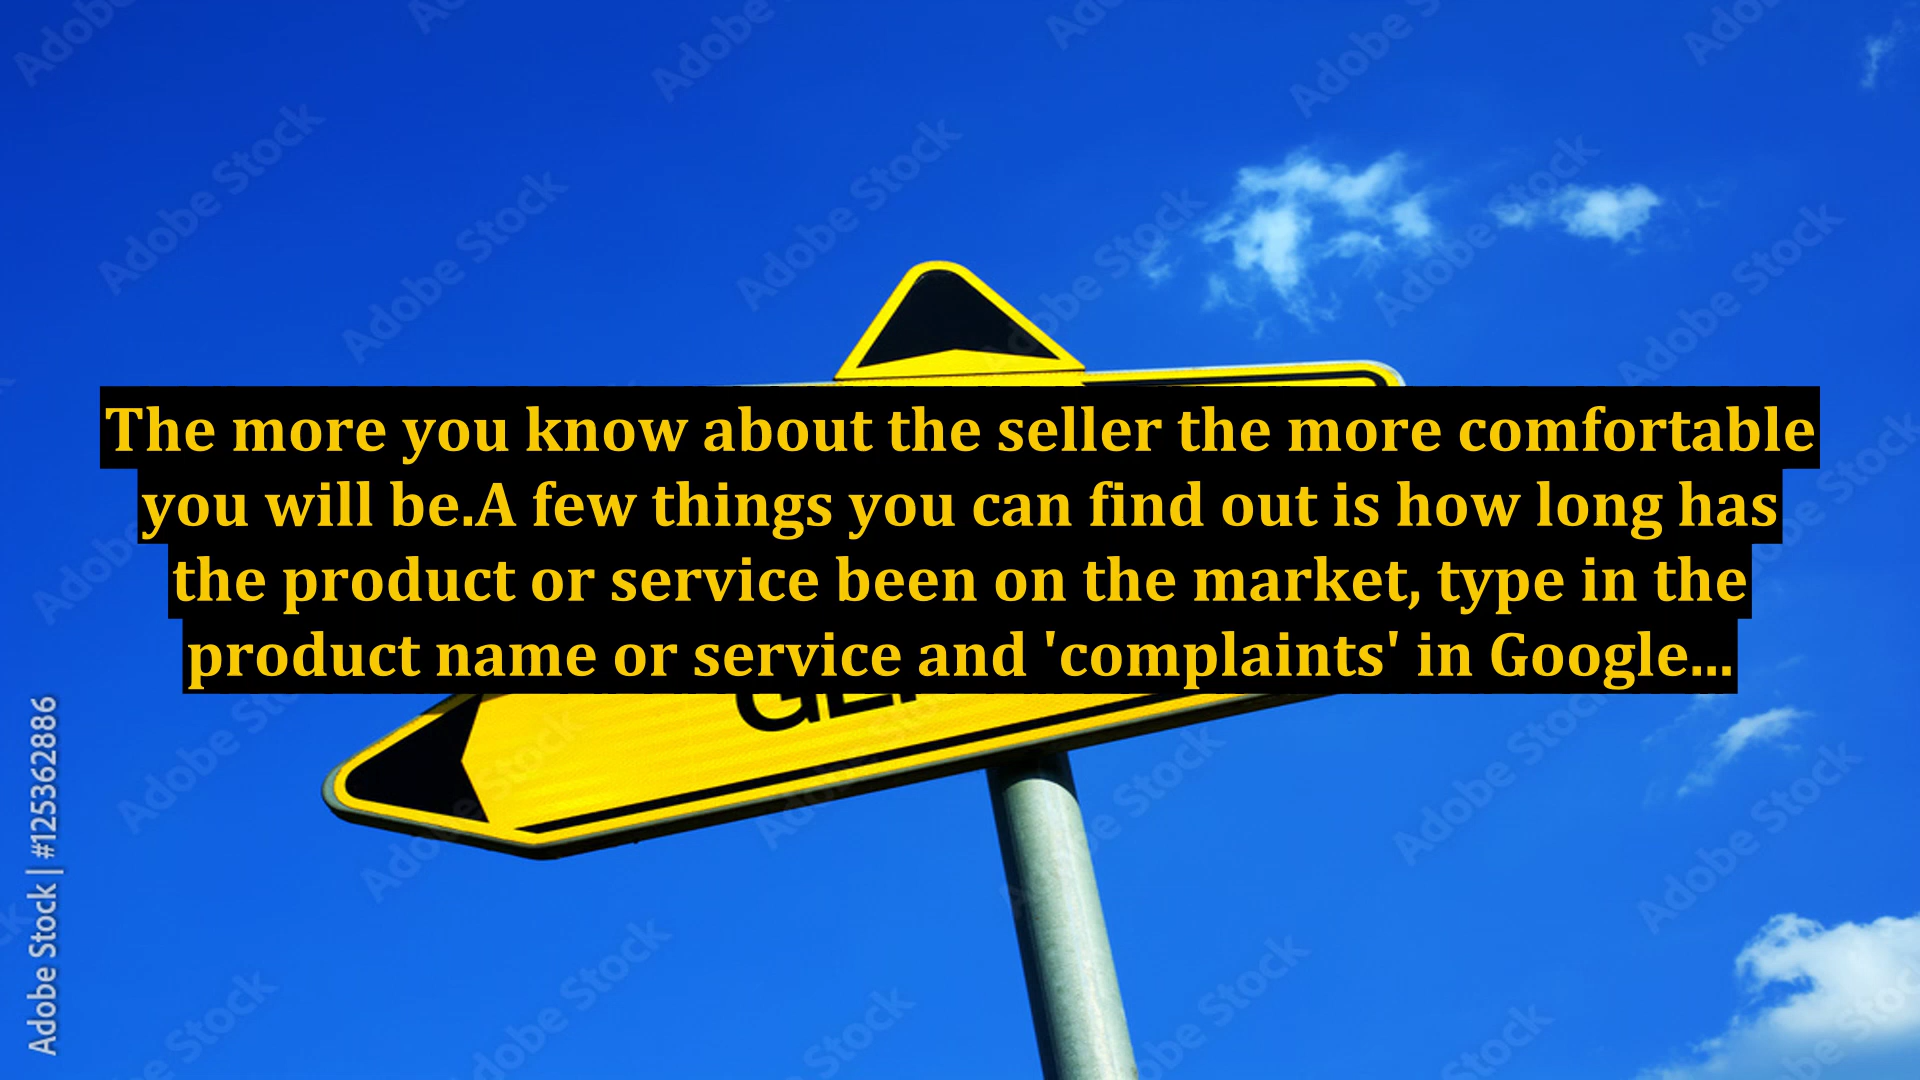 The more you know about the seller the more comfortable
you will be.A few things you can find out is how long has
the product or service been on the market, type in the
product name or service and 'complaints' in Google...
Adobe Stock | #125362886
Adobe Stock